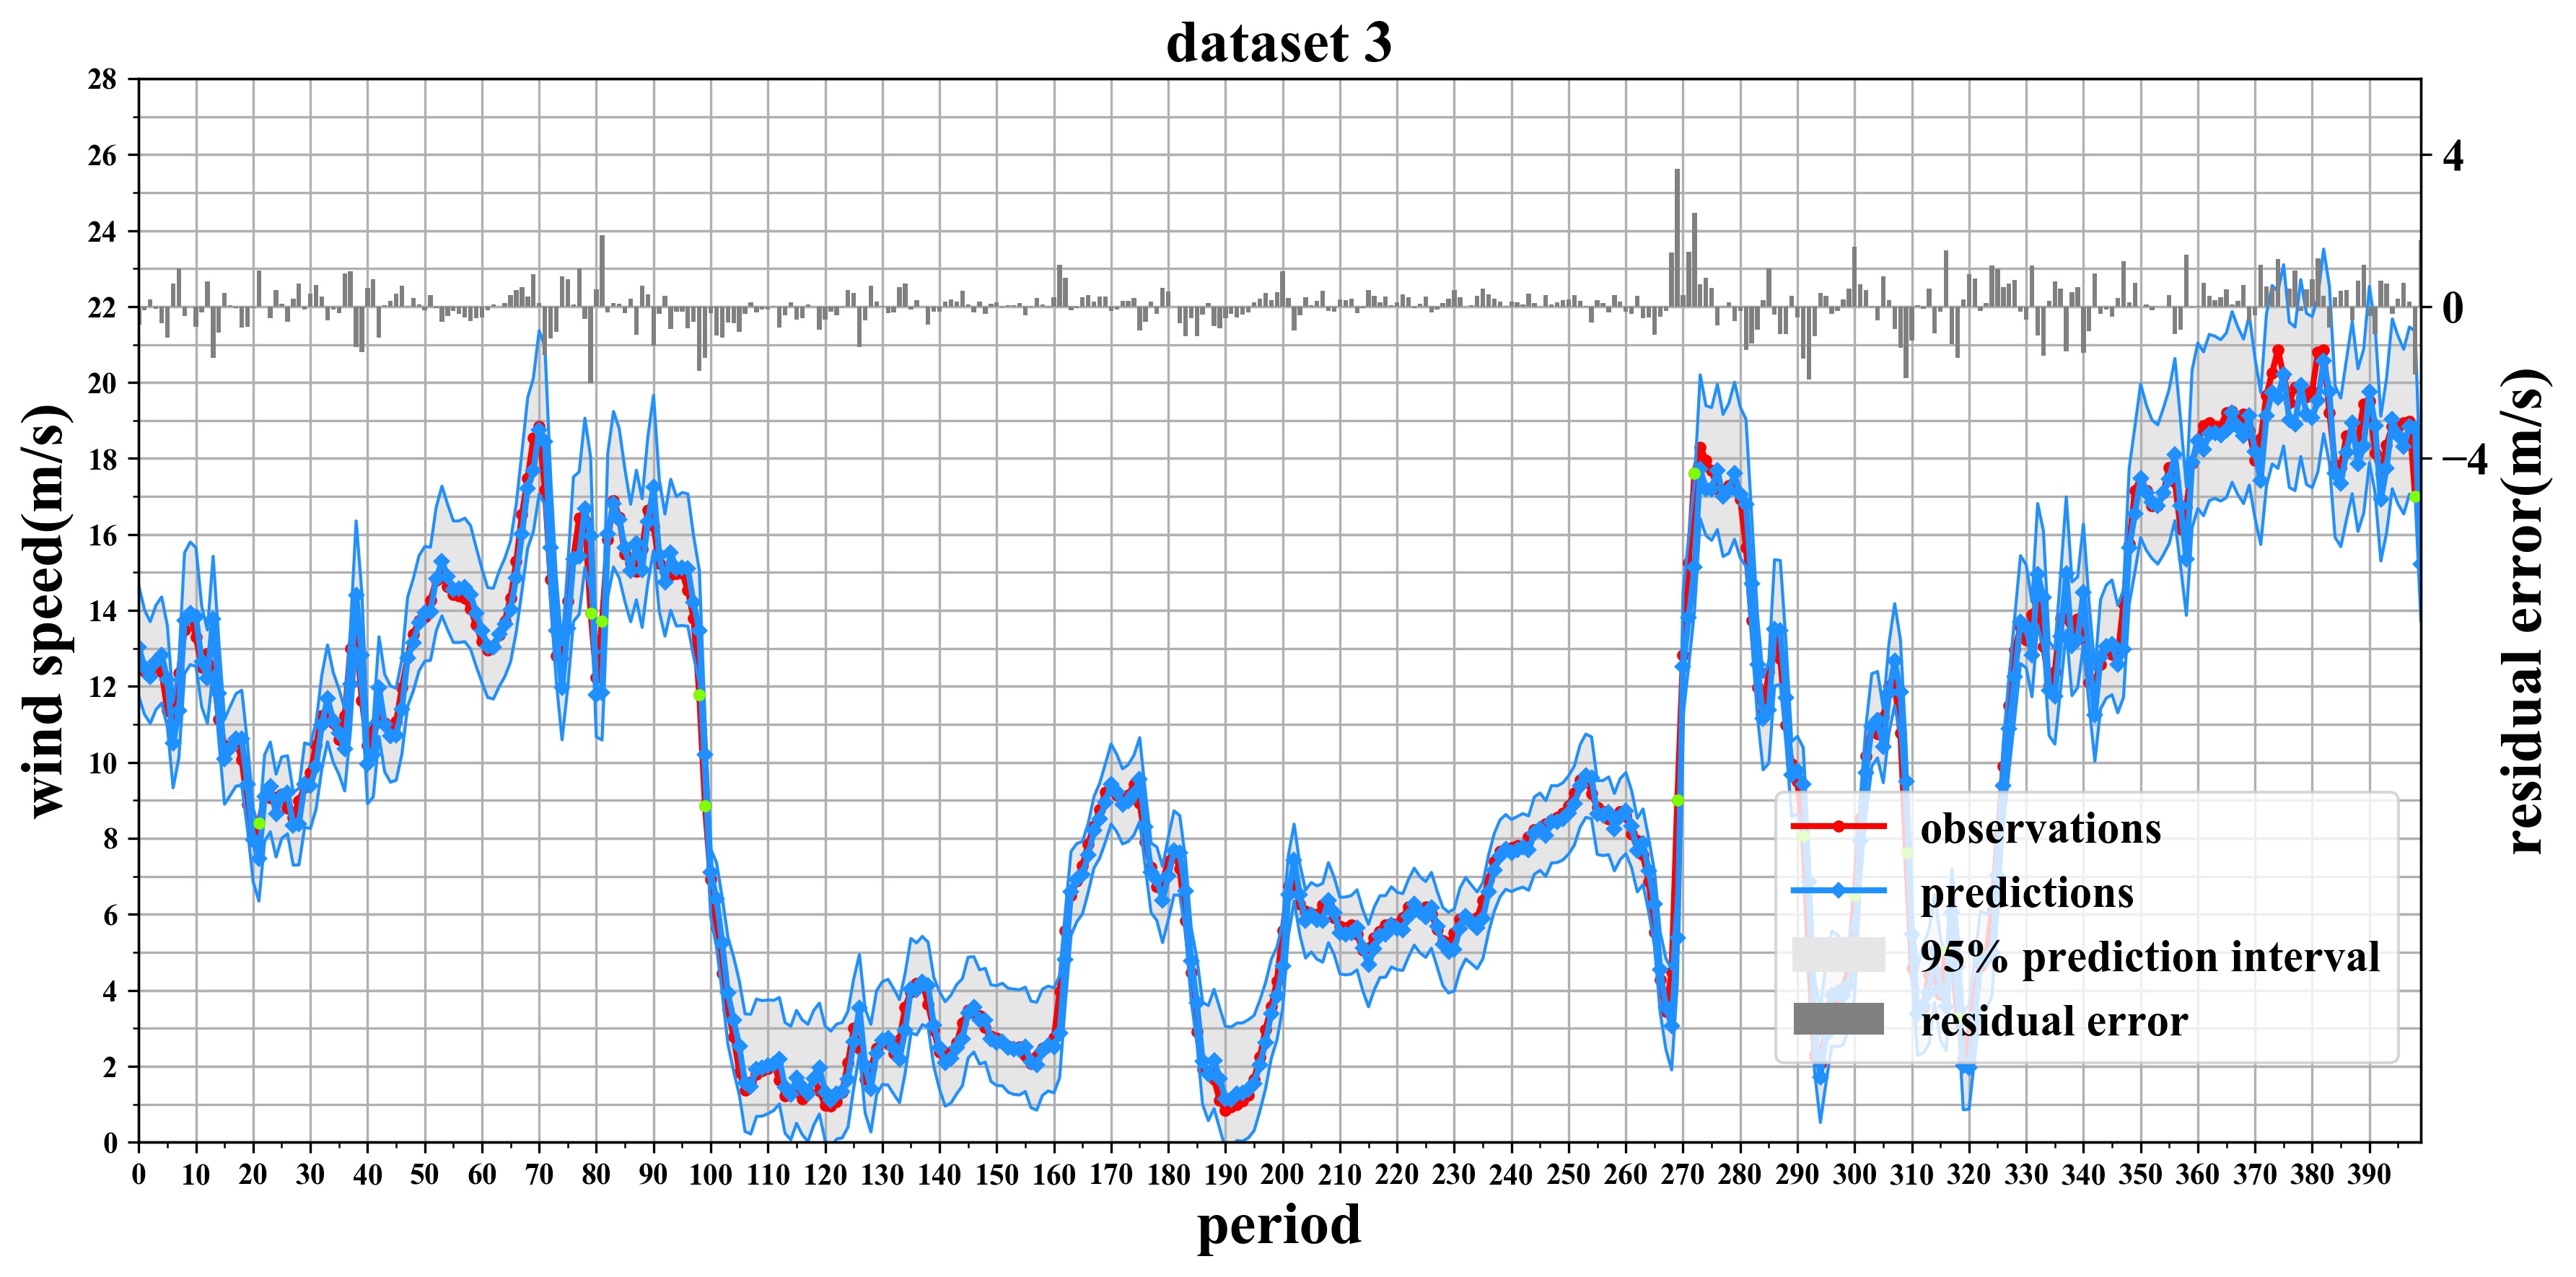 dataset 3
28
26
24
22
20
18
16
14
12
10
8
6
4
2
0
wind speed(m/s)
4
0
−4
residual error(m/s)
observations
predictions
95% prediction interval
residual error
0 10 20 30 40 50 60 70 80 90 100 110 120 130 140 150 160 170 180 190 200 210 220 230 240 250 260 270 280 290 300 310 320 330 340 350 360 370 380 390
period